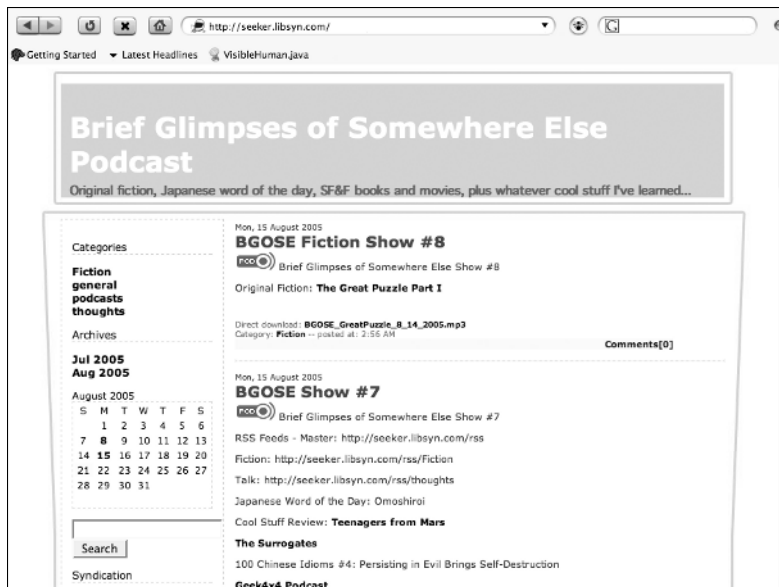 http://seeker.libsyn.com/
G
Getting Started
Latest Headlines
VisibleHuman.java
Brief Glimpses of Somewhere Else
Podcast
Original fiction, Japanese word of the day, SF&F books and movies, plus whatever cool stuff I've learned...
Categories
Fiction
general
podcasts
thoughts
Archives
Jul 2005
Aug 2005
August 2005
S M T W T F S
1 2 3 4 5 6
7 8 9 10 11 12 13
14 15 16 17 18 19 20
21 22 23 24 25 26 27
28 29 30 31
Search
Syndication
Mon, 15 August 2005
BGOSE Fiction Show #8
POD Brief Glimpses of Somewhere Else Show #8
Original Fiction: The Great Puzzle Part I
Direct download: BGOSE_GreatPuzzle_8_14_2005.mp3
Category: Fiction -- posted at: 2:56 AM
Comments[0]
Mon, 15 August 2005
BGOSE Show #7
POD Brief Glimpses of Somewhere Else Show #7
RSS Feeds - Master: http://seeker.libsyn.com/rss
Fiction: http://seeker.libsyn.com/rss/Fiction
Talk: http://seeker.libsyn.com/rss/thoughts
Japanese Word of the Day: Omoshiroi
Cool Stuff Review: Teenagers from Mars
The Surrogates
100 Chinese Idioms #4: Persisting in Evil Brings Self-Destruction
Geek4x4 Podcast